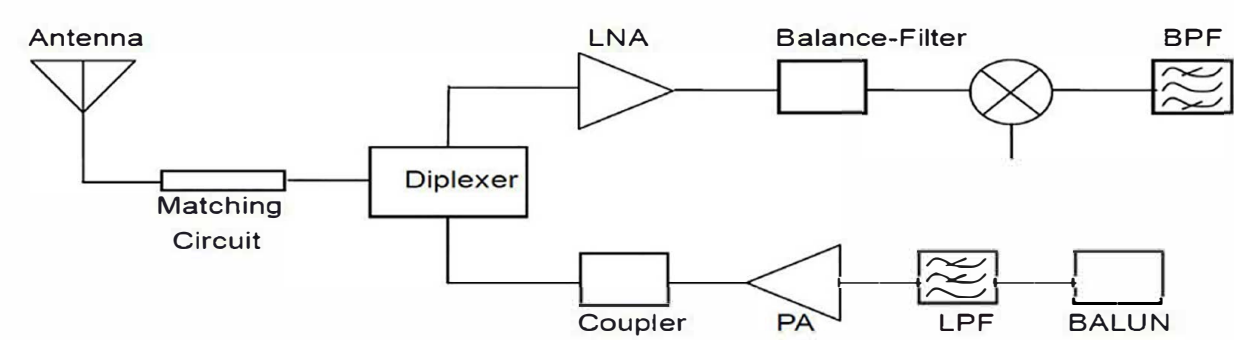 Antenna
LNA
Balance-Filter
BPF
Diplexer
Matching
Circuit
Coupler
PA
LPF
BALUN